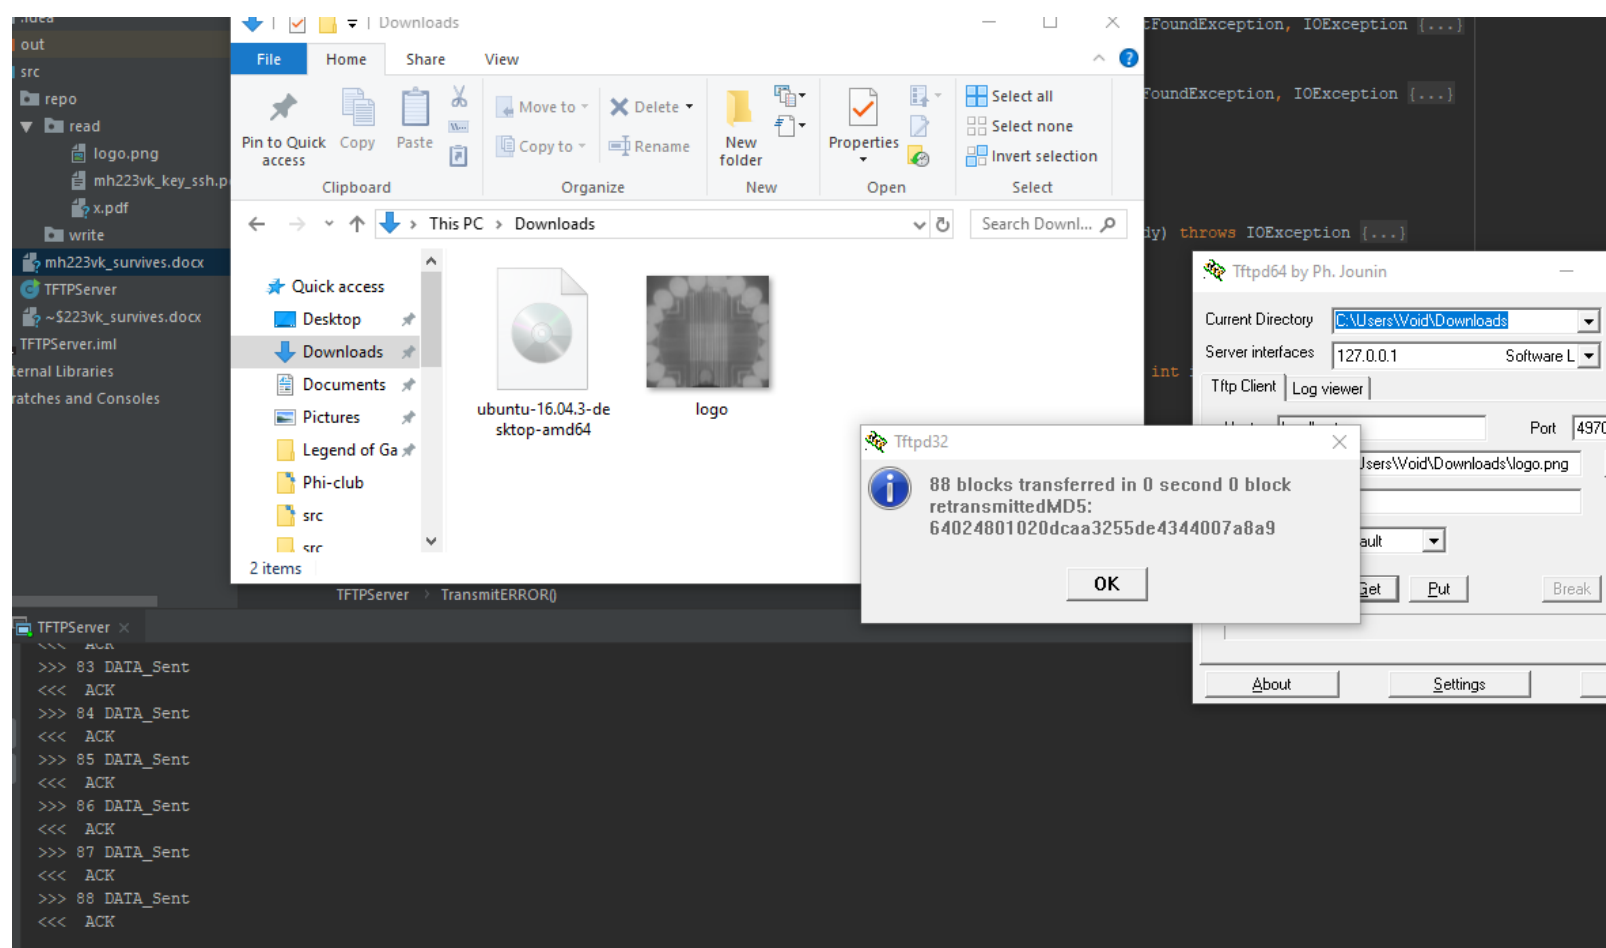 .idea
out
src
repo
read
logo.png
mh223vk_key_ssh.p
x.pdf
write
mh223vk_survives.docx
TFTPServer
~$223vk_survives.docx
TFTPServer.iml
ternal Libraries
ratches and Consoles
Downloads
File Home Share View
Pin to Quick access
Copy
Paste
Clipboard
Move to
Copy to
Delete
Rename
Organize
New folder
New
Properties
Open
Select all
Select none
Invert selection
Select
This PC > Downloads
Search Downl...
Quick access
Desktop
Downloads
Documents
Pictures
Legend of Ga
Phi-club
src
src
ubuntu-16.04.3-de
sktop-amd64
logo
2 items
tFoundException, IOException {...}
FoundException, IOException {...}
dy) throws IOException {...}
int
Tftpd64 by Ph. Jounin
Current Directory C:\Users\Void\Downloads
Server interfaces 127.0.0.1 Software L
Tftp Client Log viewer
Port 4970
Jsers\Void\Downloads\logo.png
ault
Get Put Break
About Settings
Tftpd32
88 blocks transferred in 0 second 0 block
retransmittedMD5:
64024801020dcaa3255de4344007a8a9
OK
TFTPServer > TransmitERROR()
TFTPServer
<<< ACK
>>> 83 DATA_Sent
<<< ACK
>>> 84 DATA_Sent
<<< ACK
>>> 85 DATA_Sent
<<< ACK
>>> 86 DATA_Sent
<<< ACK
>>> 87 DATA_Sent
<<< ACK
>>> 88 DATA_Sent
<<< ACK